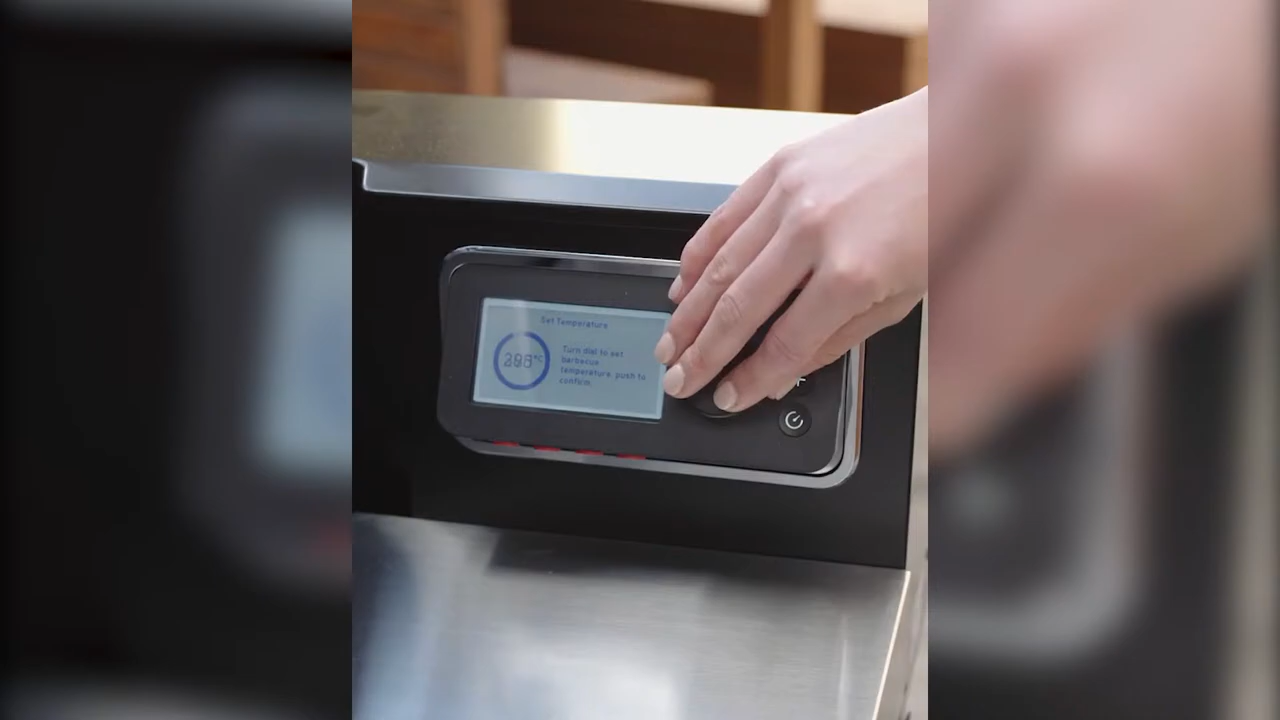 Set Temperature
°C
Turn dial to set
barbecue
temperature, push to
confirm.